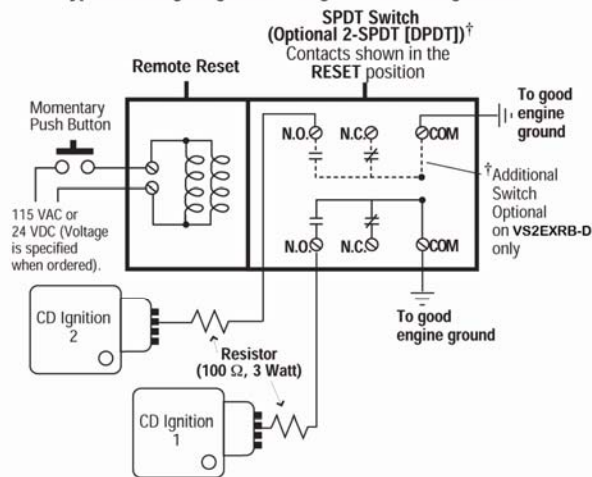 SPDT Switch
(Optional 2-SPDT [DPDT])†
Contacts shown in the
RESET position
Remote Reset
To good
engine
ground
Momentary
Push Button
N.O.
N.C.
COM
†Additional
Switch
Optional
on VS2EXRB-D
only
115 VAC or
24 VDC (Voltage
is specified
when ordered).
N.O.
N.C.
COM
To good
engine ground
CD Ignition
2
Resistor
(100 Ω, 3 Watt)
CD Ignition
1